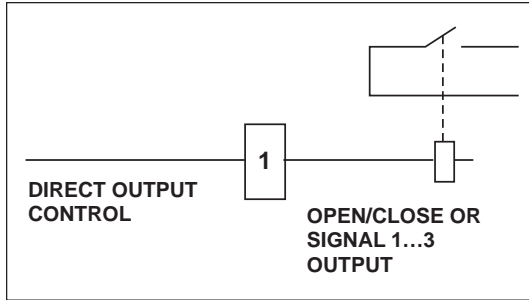 1
DIRECT OUTPUT
CONTROL
OPEN/CLOSE OR
SIGNAL 1...3
OUTPUT